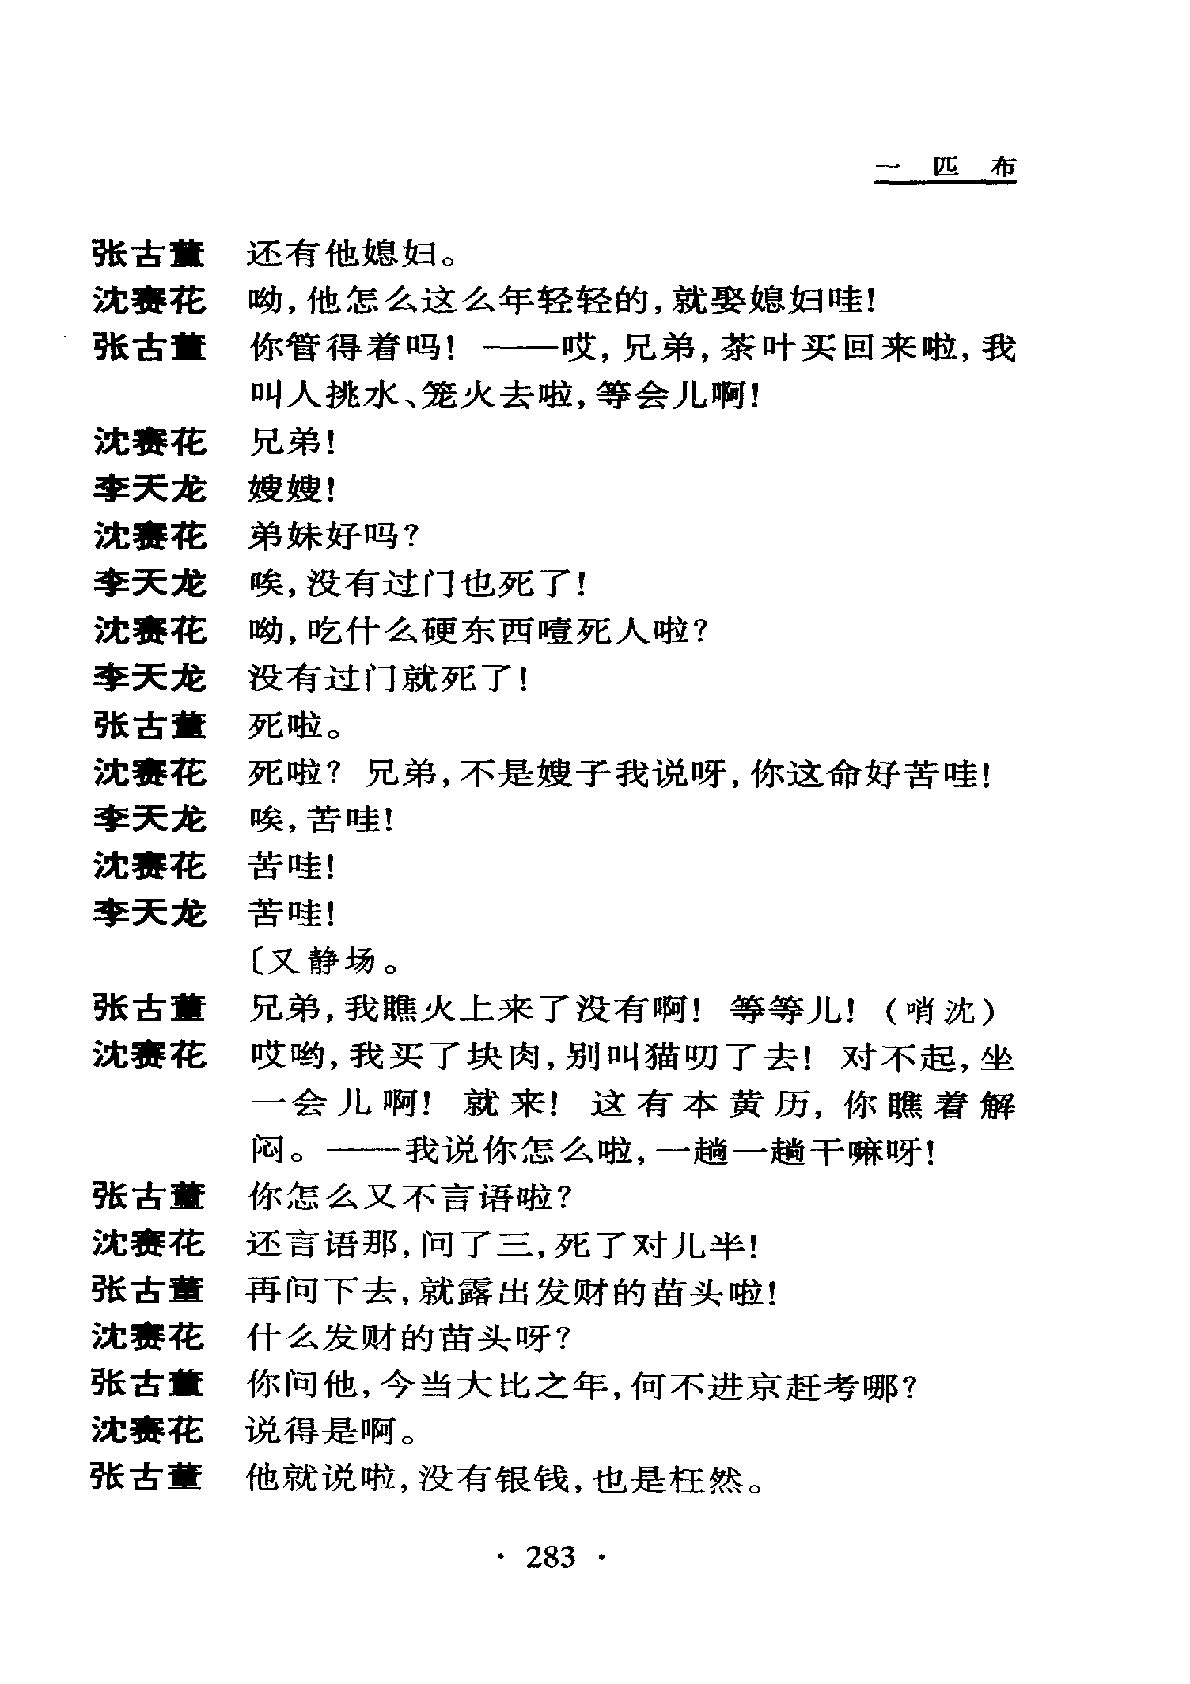 一匹布
张古董 还有他媳妇。
沈赛花 呦,他怎么这么年轻轻的,就娶媳妇哇!
张古董 你管得着吗! ——哎,兄弟,茶叶买回来啦,我
叫人挑水、笼火去啦,等会儿啊!
沈赛花 兄弟!
李天龙 嫂嫂!
沈赛花 弟妹好吗?
李天龙 唉,没有过门也死了!
沈赛花 呦,吃什么硬东西噎死人啦?
李天龙 没有过门就死了!
张古董 死啦。
沈赛花 死啦? 兄弟,不是嫂子我说呀,你这命好苦哇!
李天龙 唉,苦哇!
沈赛花 苦哇!
李天龙 苦哇!
〔又静场。
张古董 兄弟,我瞧火上来了没有啊! 等等儿!(哨沈)
沈赛花 哎哟,我买了块肉,别叫猫叨了去! 对不起,坐
一会儿啊! 就来! 这有本黄历,你瞧着解
闷。——我说你怎么啦,一趟一趟干嘛呀!
张古董 你怎么又不言语啦?
沈赛花 还言语那,问了三,死了对儿半!
张古董 再问下去,就露出发财的苗头啦!
沈赛花 什么发财的苗头呀?
张古董 你问他,今当大比之年,何不进京赶考哪?
沈赛花 说得是啊。
张古董 他就说啦,没有银钱,也是枉然。
· 283 ·